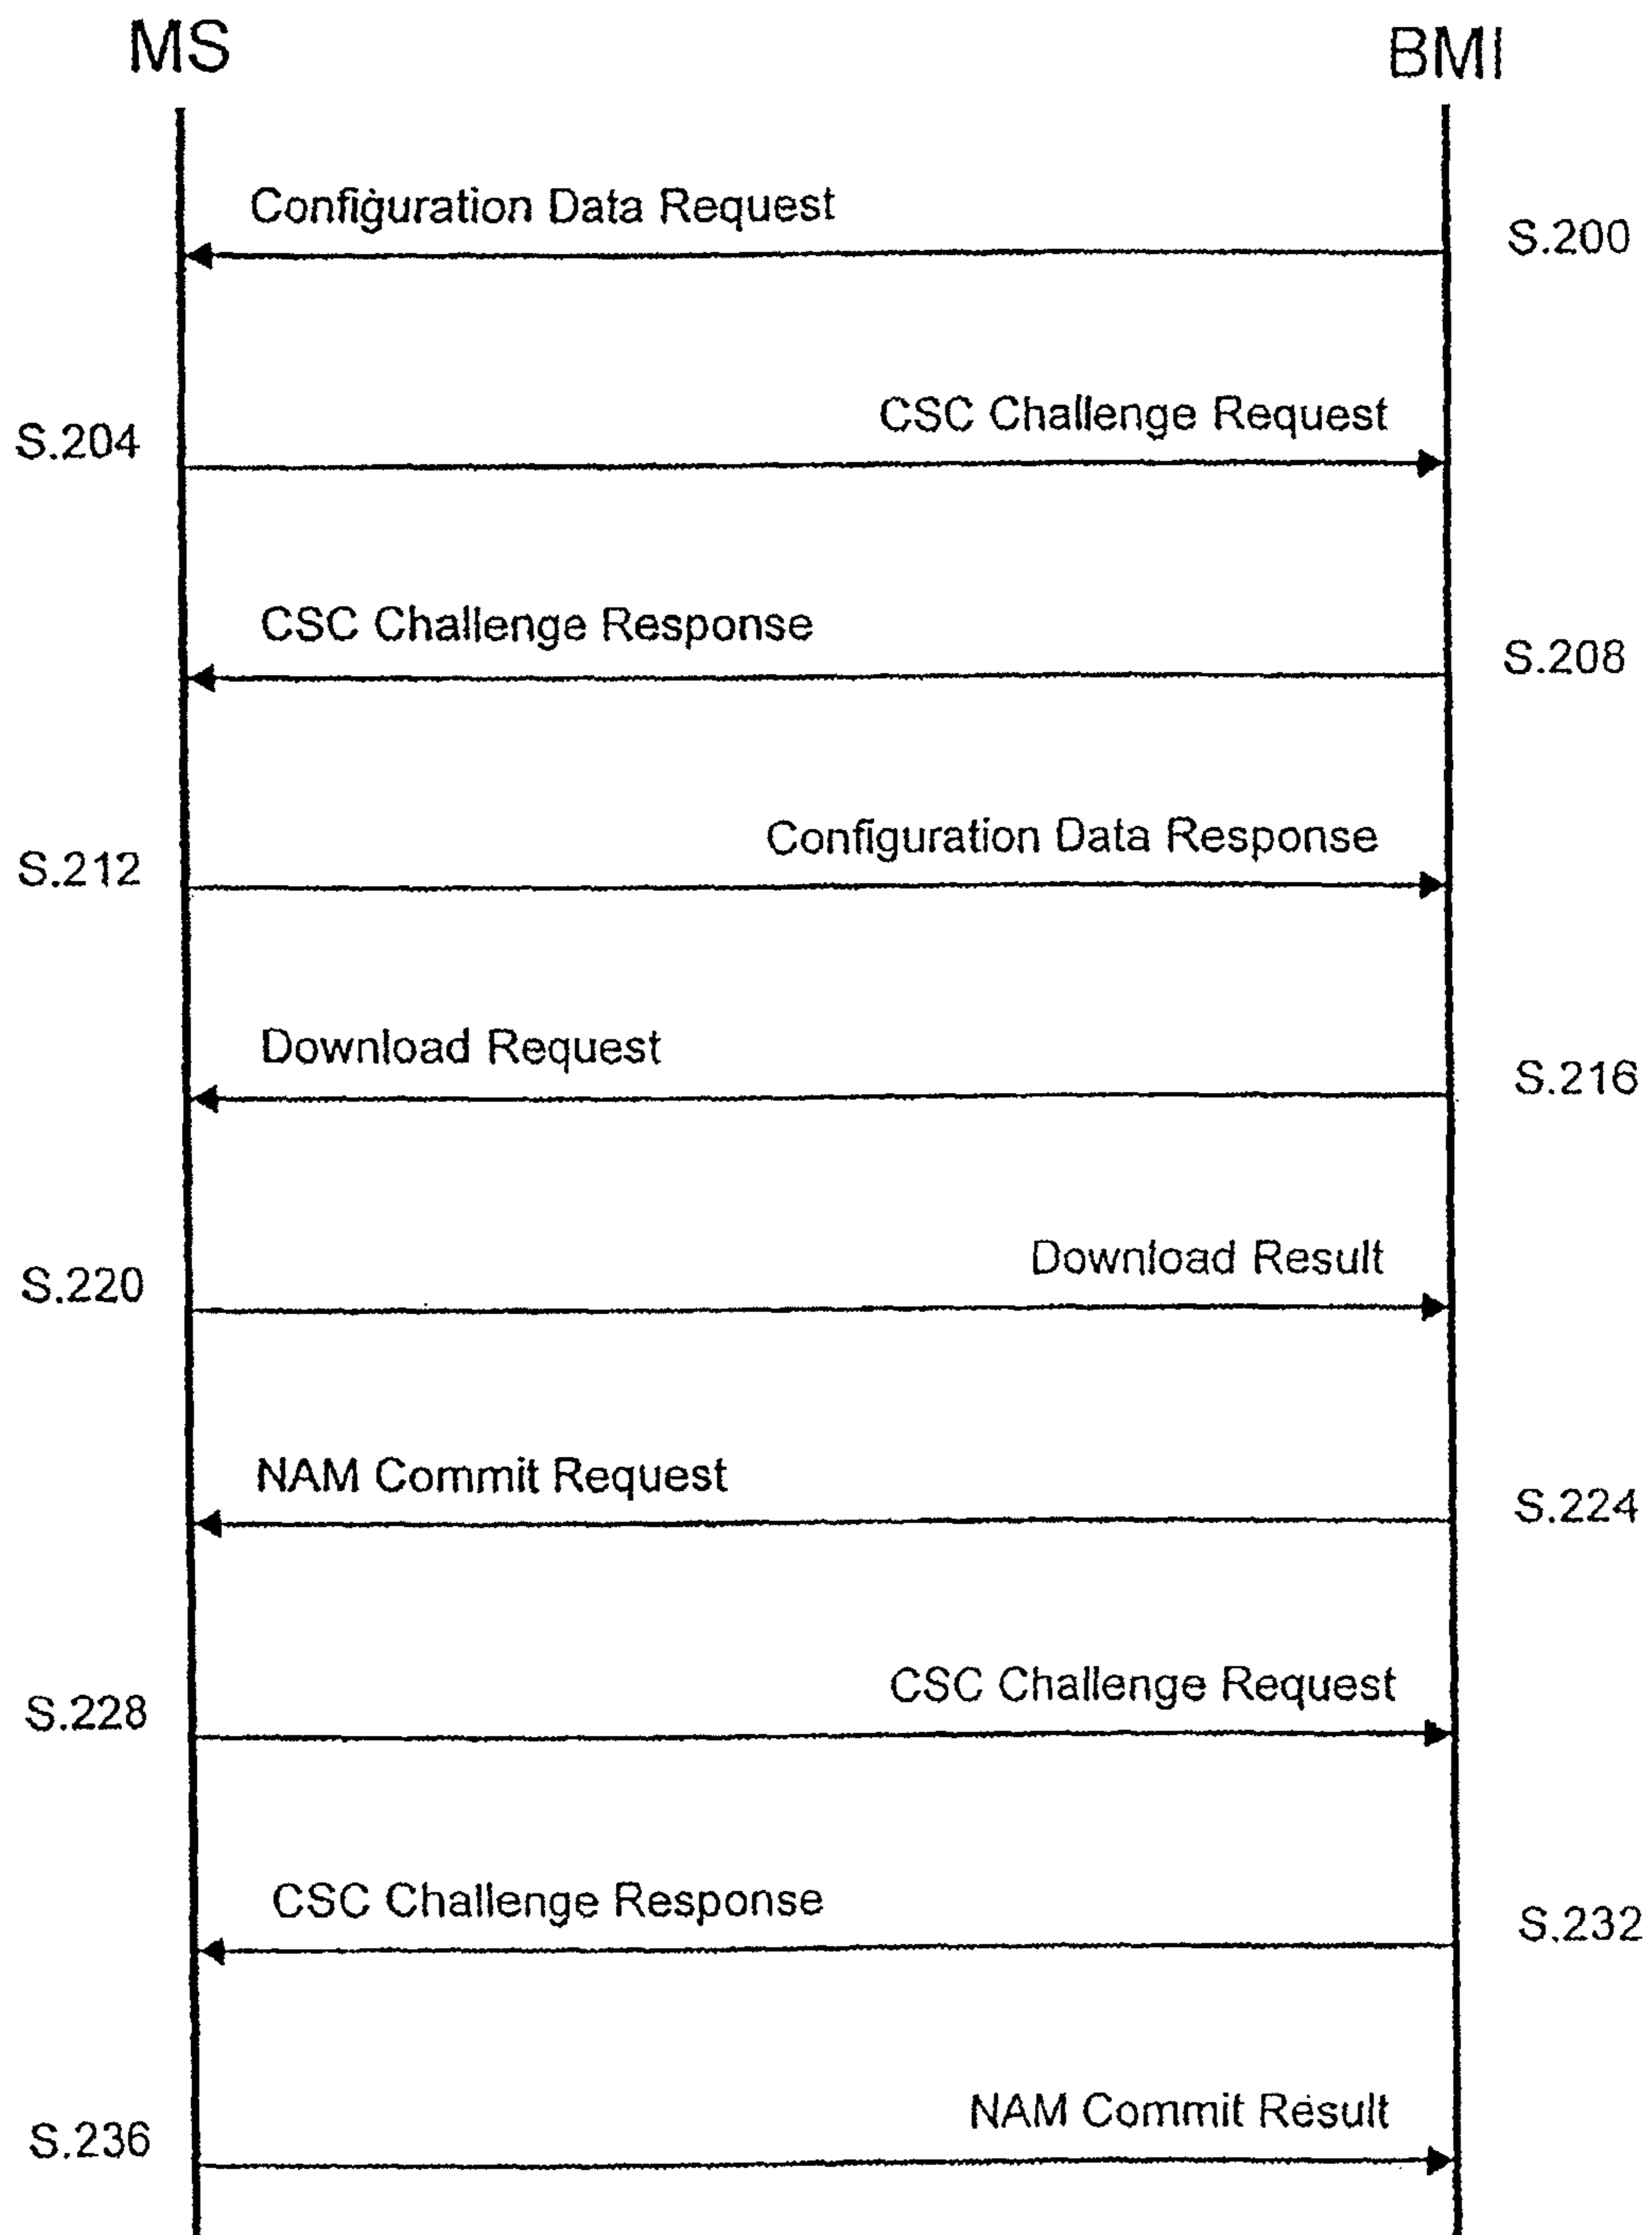 MS
BMI
Configuration Data Request
S.200
CSC Challenge Request
S.204
CSC Challenge Response
S.208
Configuration Data Response
S.212
Download Request
S.216
Download Result
S.220
NAM Commit Request
S.224
CSC Challenge Request
S.228
CSC Challenge Response
S.232
NAM Commit Result
S.236